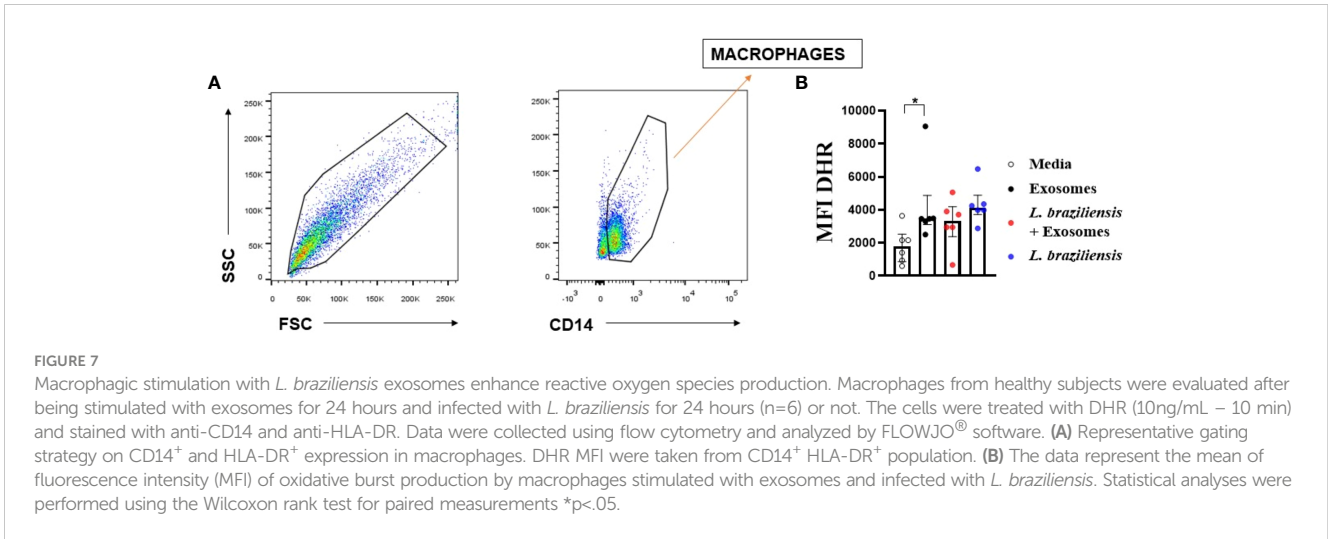 MACROPHAGES
A
250K
200K
150K
100K
50K
0
SSC
50K 100K 150K 200K 250K
FSC
250K
200K
150K
100K
50K
0
-10³ 0 10³ 10⁴ 10⁵
CD14
B
10000
8000
6000
4000
2000
0
MFI DHR
*
Media
Exosomes
L. braziliensis
+ Exosomes
L. braziliensis
FIGURE 7
Macrophagic stimulation with L. braziliensis exosomes enhance reactive oxygen species production. Macrophages from healthy subjects were evaluated after
being stimulated with exosomes for 24 hours and infected with L. braziliensis for 24 hours (n=6) or not. The cells were treated with DHR (10ng/mL – 10 min)
and stained with anti-CD14 and anti-HLA-DR. Data were collected using flow cytometry and analyzed by FLOWJO® software. (A) Representative gating
strategy on CD14⁺ and HLA-DR⁺ expression in macrophages. DHR MFI were taken from CD14⁺ HLA-DR⁺ population. (B) The data represent the mean of
fluorescence intensity (MFI) of oxidative burst production by macrophages stimulated with exosomes and infected with L. braziliensis. Statistical analyses were
performed using the Wilcoxon rank test for paired measurements *p<.05.